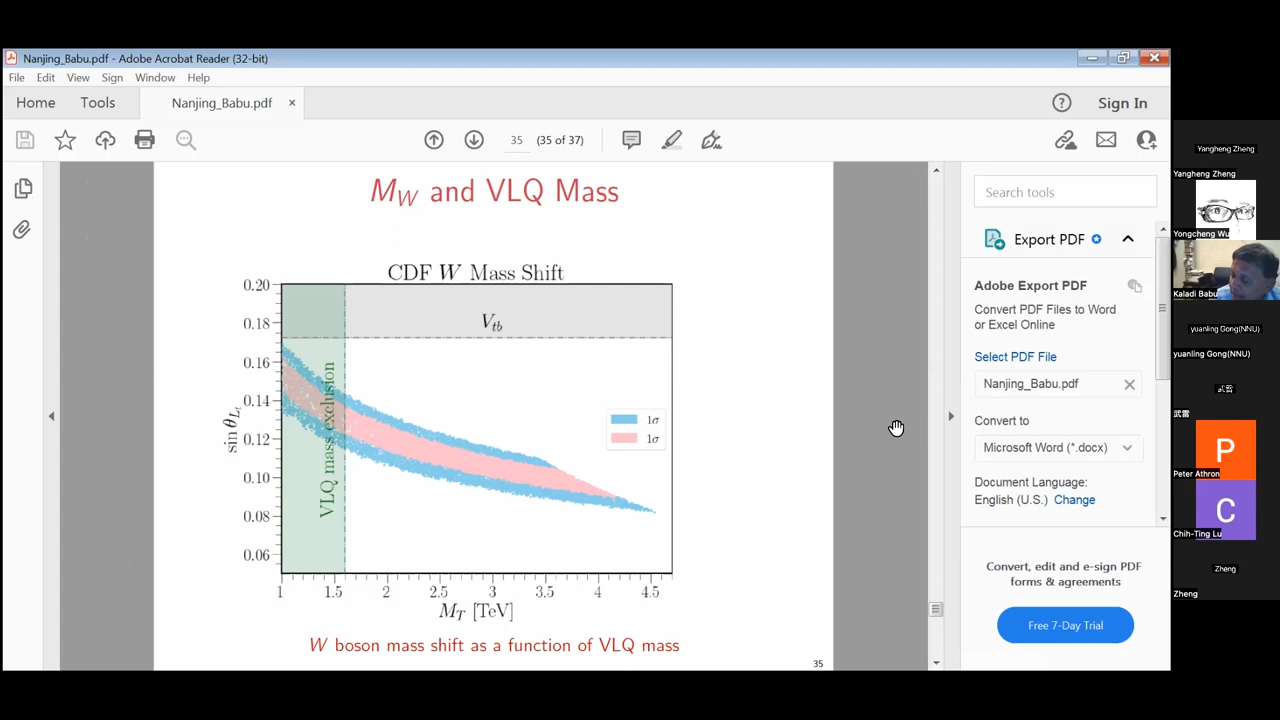 Nanjing_Babu.pdf - Adobe Acrobat Reader (32-bit)
File Edit View Sign Window Help
Home Tools Nanjing_Babu.pdf × Sign In
35 (35 of 37)
M_W and VLQ Mass
CDF W Mass Shift
0.20
0.18
0.16
0.14
0.12
0.10
0.08
0.06
sin θ_L
V_tb
VLQ mass exclusion
1σ
1σ
1 1.5 2 2.5 3 3.5 4 4.5
M_T [TeV]
W boson mass shift as a function of VLQ mass
35
Search tools
Export PDF
Adobe Export PDF
Convert PDF Files to Word
or Excel Online
Select PDF File
Nanjing_Babu.pdf
Convert to
Microsoft Word (*.docx)
Document Language:
English (U.S.) Change
Convert, edit and e-sign PDF
forms & agreements
Free 7-Day Trial
Yangheng Zheng
Yangheng Zheng
Yongcheng Wu
Kaladi Babu
yuanling Gong(NNU)
yuanling Gong(NNU)
武雷
武雷
P
Peter Athron
C
Chih-Ting Lu
Zheng
Zheng